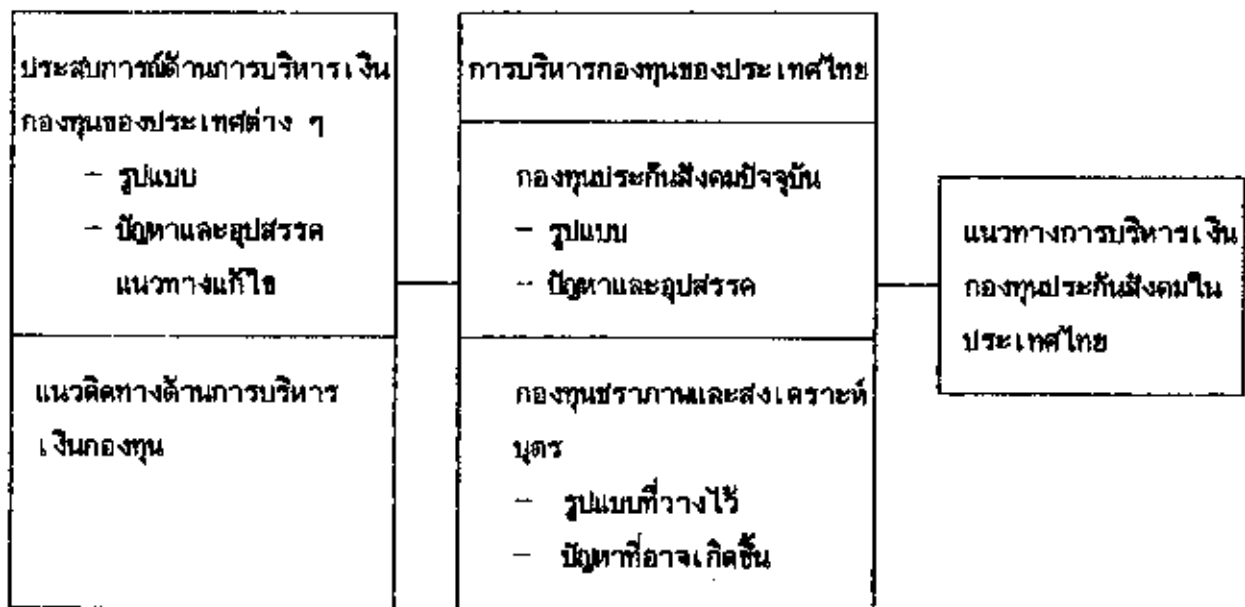 ประสบการณ์ด้านการบริหารเงิน
กองทุนของประเทศต่าง ๆ
- รูปแบบ
- ปัญหาและอุปสรรค
แนวทางแก้ไข
แนวคิดทางด้านการบริหาร
เงินกองทุน
การบริหารกองทุนของประเทศไทย
กองทุนประกันสังคมปัจจุบัน
- รูปแบบ
- ปัญหาและอุปสรรค
กองทุนชราภาพและสงเคราะห์
บุตร
- รูปแบบที่วางไว้
- ปัญหาที่อาจเกิดขึ้น
แนวทางการบริหารเงิน
กองทุนประกันสังคมใน
ประเทศไทย